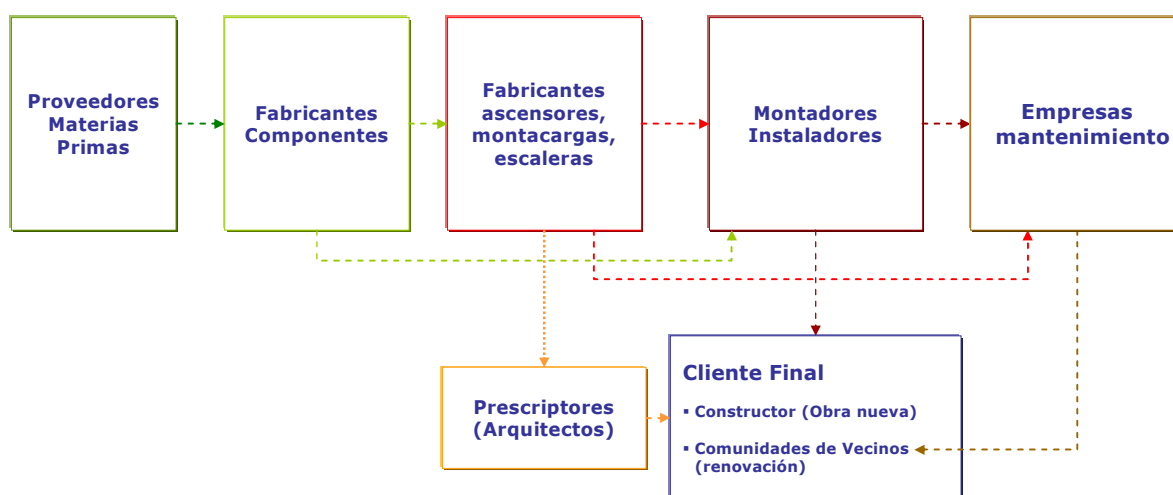 Proveedores
Materias
Primas
Fabricantes
Componentes
Fabricantes
ascensores,
montacargas,
escaleras
Montadores
Instaladores
Empresas
mantenimiento
Prescriptores
(Arquitectos)
Cliente Final
▪ Constructor (Obra nueva)
▪ Comunidades de Vecinos
(renovación)